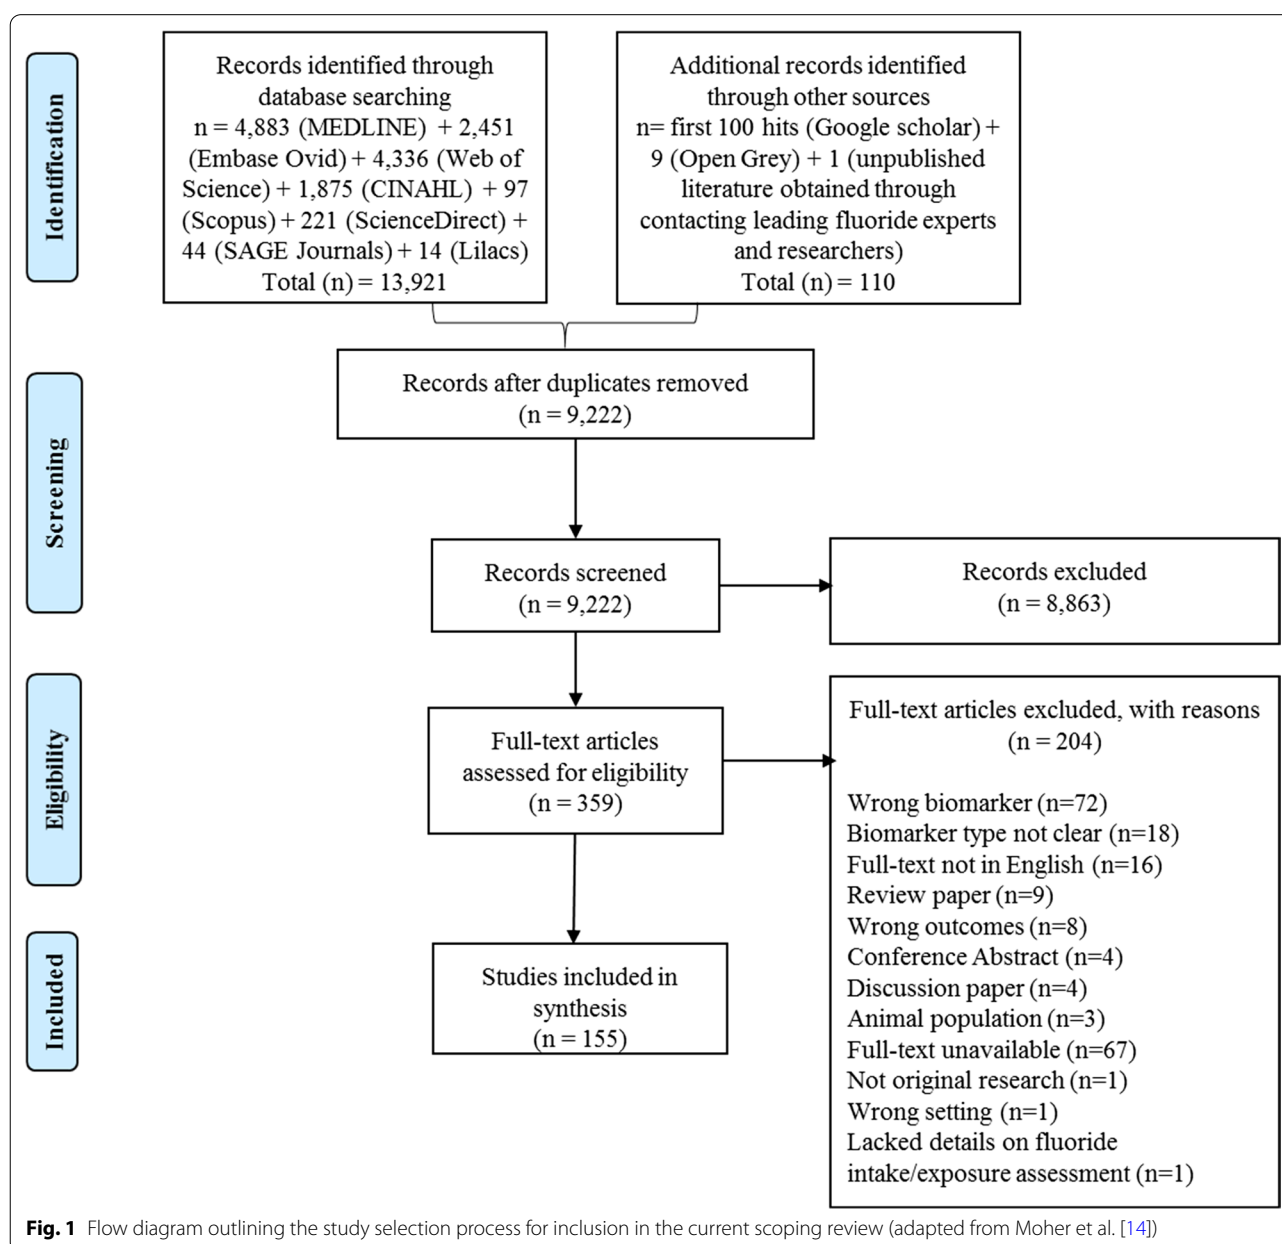 Identification
Records identified through
database searching
n = 4,883 (MEDLINE) + 2,451
(Embase Ovid) + 4,336 (Web of
Science) + 1,875 (CINAHL) + 97
(Scopus) + 221 (ScienceDirect) +
44 (SAGE Journals) + 14 (Lilacs)
Total (n) = 13,921
Additional records identified
through other sources
n= first 100 hits (Google scholar) +
9 (Open Grey) + 1 (unpublished
literature obtained through
contacting leading fluoride experts
and researchers)
Total (n) = 110
Screening
Records after duplicates removed
(n = 9,222)
Records screened
(n = 9,222)
Records excluded
(n = 8,863)
Eligibility
Full-text articles
assessed for eligibility
(n = 359)
Full-text articles excluded, with reasons
(n = 204)
Wrong biomarker (n=72)
Biomarker type not clear (n=18)
Full-text not in English (n=16)
Review paper (n=9)
Wrong outcomes (n=8)
Conference Abstract (n=4)
Discussion paper (n=4)
Animal population (n=3)
Full-text unavailable (n=67)
Not original research (n=1)
Wrong setting (n=1)
Lacked details on fluoride
intake/exposure assessment (n=1)
Included
Studies included in
synthesis
(n = 155)
Fig. 1 Flow diagram outlining the study selection process for inclusion in the current scoping review (adapted from Moher et al. [14])